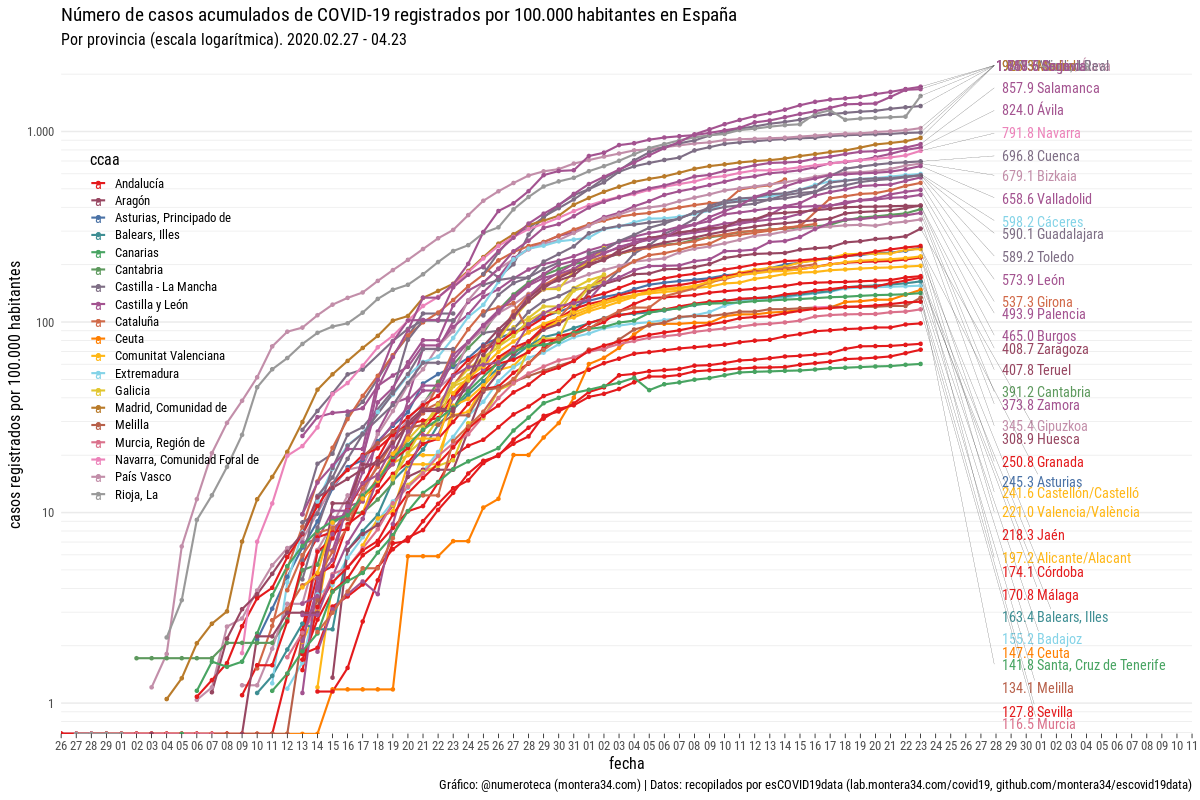 Número de casos acumulados de COVID-19 registrados por 100.000 habitantes en España
Por provincia (escala logarítmica). 2020.02.27 - 04.23
casos registrados por 100.000 habitantes
1.000
100
10
1
ccaa
Andalucía
Aragón
Asturias, Principado de
Balears, Illes
Canarias
Cantabria
Castilla - La Mancha
Castilla y León
Cataluña
Ceuta
Comunitat Valenciana
Extremadura
Galicia
Madrid, Comunidad de
Melilla
Murcia, Región de
Navarra, Comunidad Foral de
País Vasco
Rioja, La
857.9 Salamanca
824.0 Ávila
791.8 Navarra
696.8 Cuenca
679.1 Bizkaia
658.6 Valladolid
598.2 Cáceres
590.1 Guadalajara
589.2 Toledo
573.9 León
537.3 Girona
493.9 Palencia
465.0 Burgos
408.7 Zaragoza
407.8 Teruel
391.2 Cantabria
373.8 Zamora
345.4 Gipuzkoa
308.9 Huesca
250.8 Granada
245.3 Asturias
241.6 Castellón/Castelló
221.0 Valencia/València
218.3 Jaén
197.2 Alicante/Alacant
174.1 Córdoba
170.8 Málaga
163.4 Balears, Illes
155.2 Badajoz
147.4 Ceuta
141.8 Santa, Cruz de Tenerife
134.1 Melilla
127.8 Sevilla
116.5 Murcia
26 27 28 29 01 02 03 04 05 06 07 08 09 10 11 12 13 14 15 16 17 18 19 20 21 22 23 24 25 26 27 28 29 30 31 01 02 03 04 05 06 07 08 09 10 11 12 13 14 15 16 17 18 19 20 21 22 23 24 25 26 27 28 29 30 01 02 03 04 05 06 07 08 09 10 11
fecha
Gráfico: @numeroteca (montera34.com) | Datos: recopilados por esCOVID19data (lab.montera34.com/covid19, github.com/montera34/escovid19data)